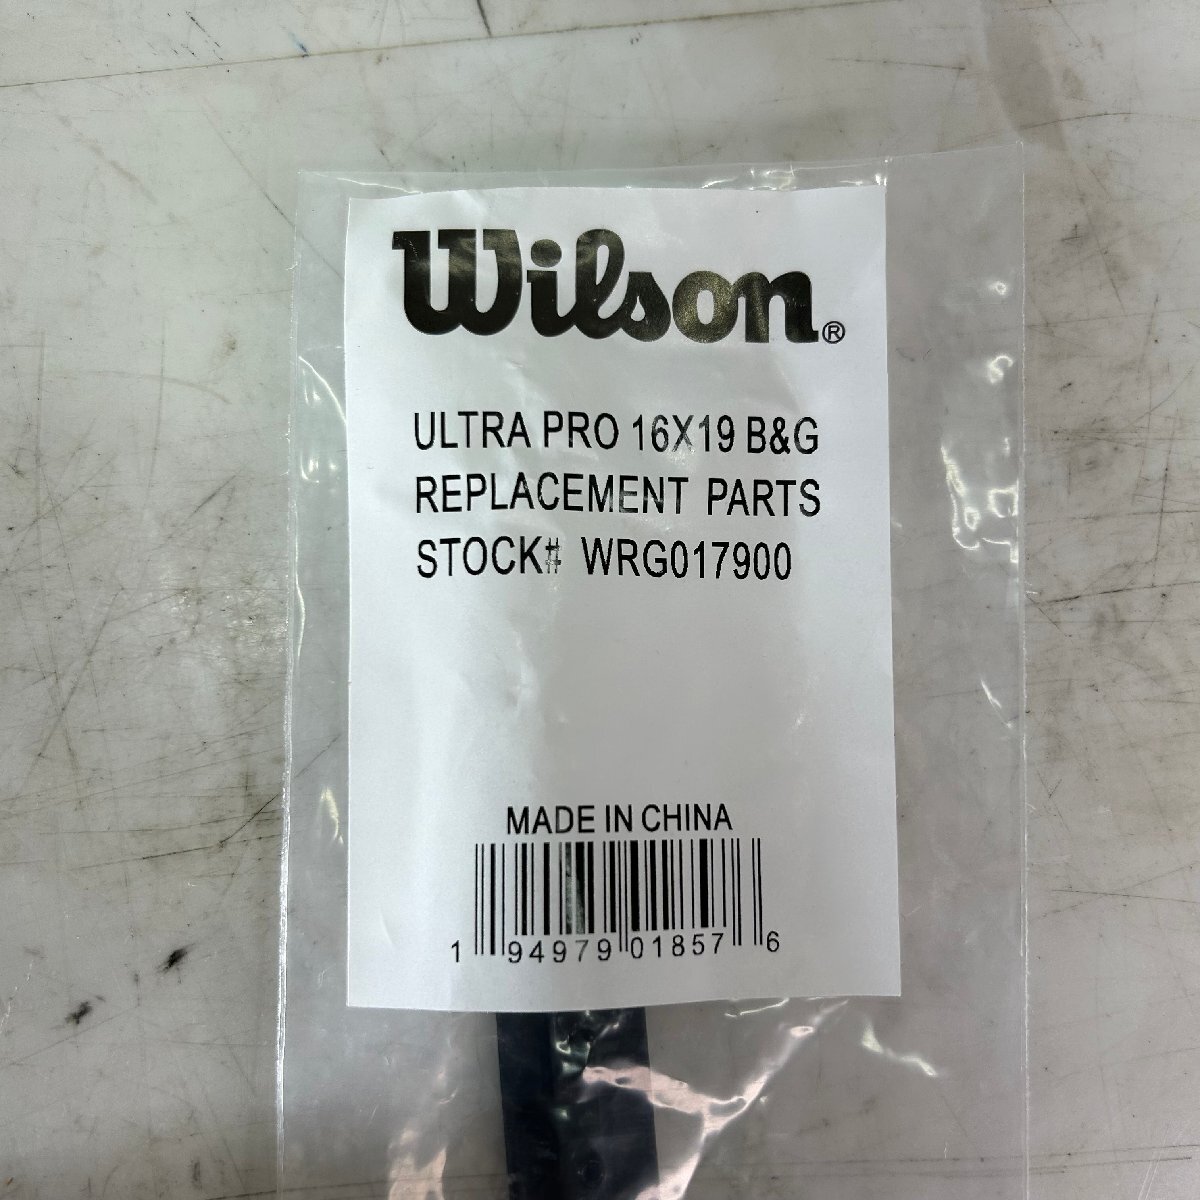 Wilson®
ULTRA PRO 16X19 B&G
REPLACEMENT PARTS
STOCK# WRG017900
MADE IN CHINA
1 94979 01857 6